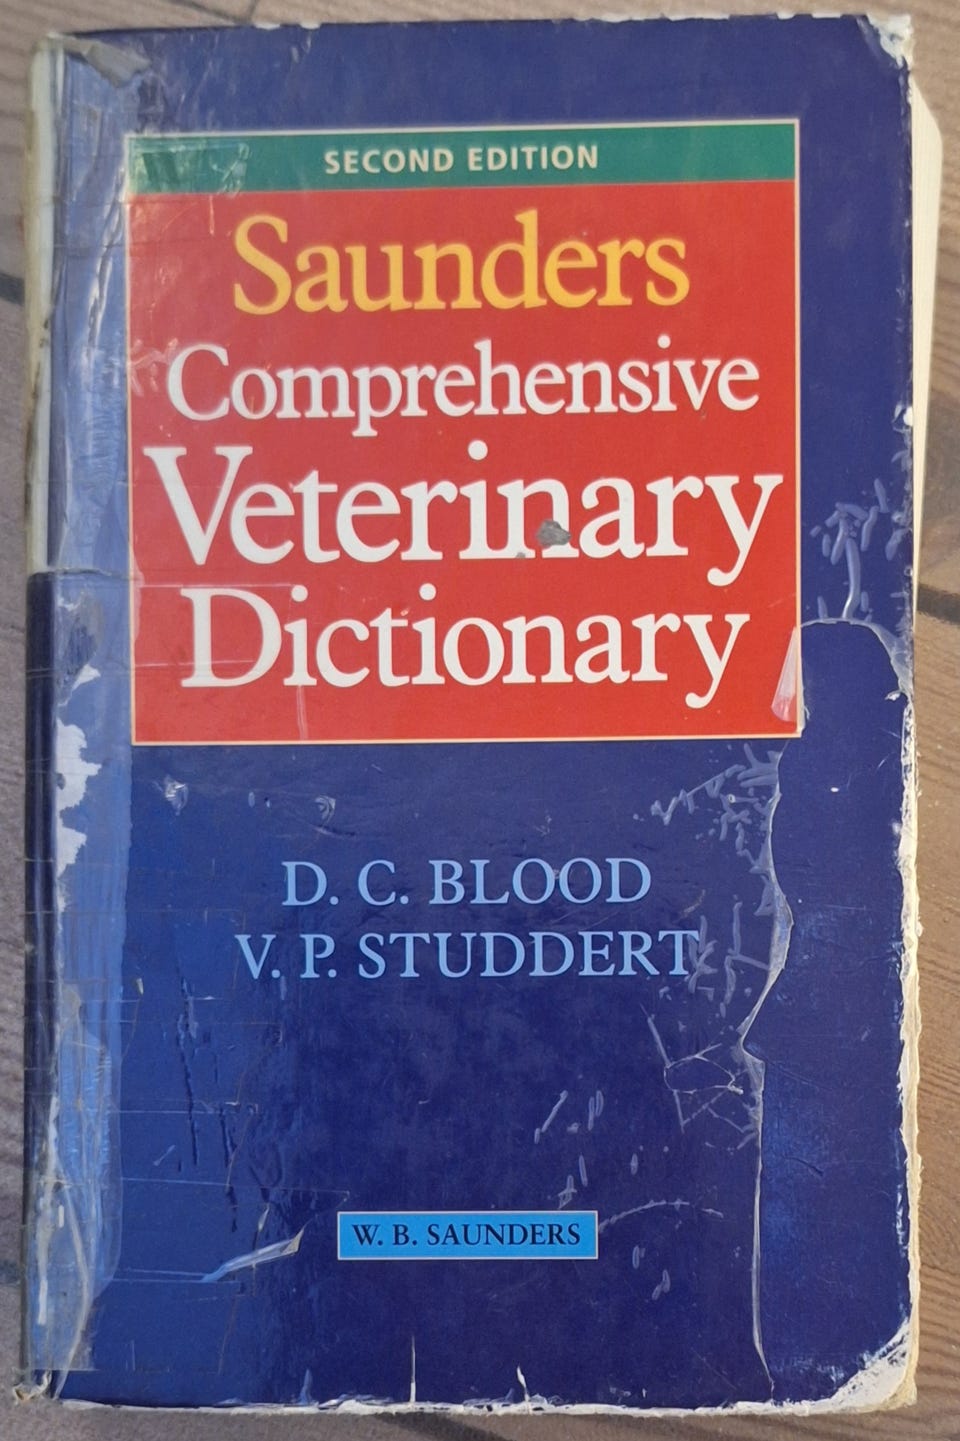 SECOND EDITION
Saunders
Comprehensive
Veterinary
Dictionary
D. C. BLOOD
V. P. STUDDERT
W. B. SAUNDERS